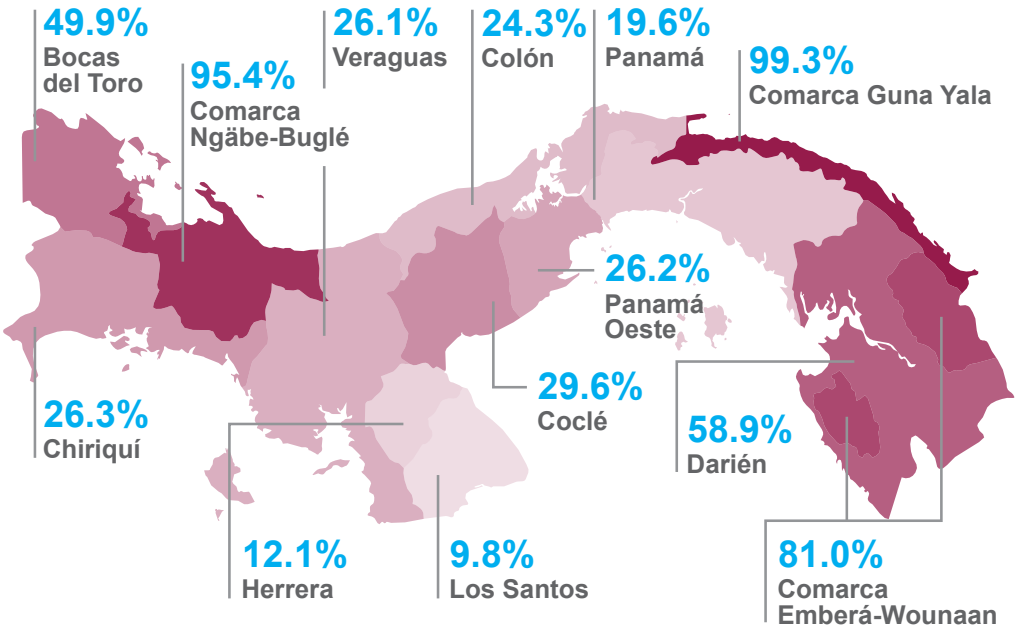 49.9%
Bocas
del Toro
95.4%
Comarca
Ngäbe-Buglé
26.1%
Veraguas
24.3%
Colón
19.6%
Panamá
99.3%
Comarca Guna Yala
26.2%
Panamá
Oeste
29.6%
Coclé
58.9%
Darién
26.3%
Chiriquí
12.1%
Herrera
9.8%
Los Santos
81.0%
Comarca
Emberá-Wounaan